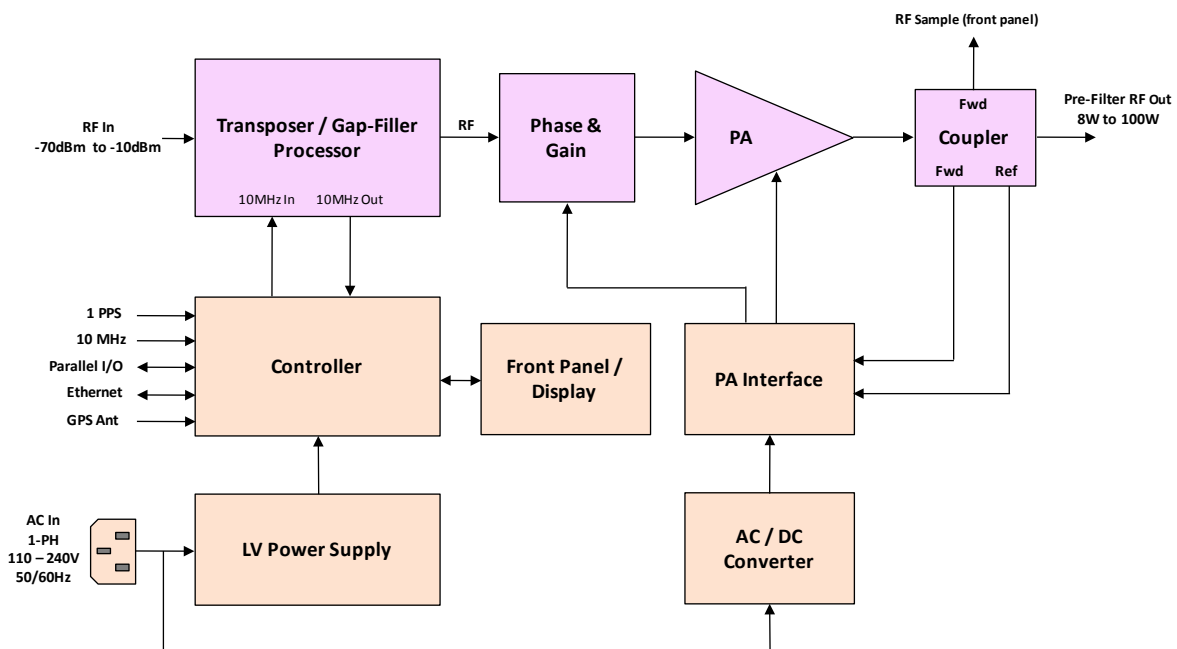 RF Sample (front panel)
RF In
-70dBm  to -10dBm
Transposer / Gap-Filler
Processor
10MHz In
10MHz Out
RF
Phase &
Gain
PA
Fwd
Coupler
Fwd
Ref
Pre-Filter RF Out
8W to 100W
1 PPS
10 MHz
Parallel I/O
Ethernet
GPS Ant
Controller
Front Panel /
Display
PA Interface
AC In
1-PH
110 – 240V
50/60Hz
LV Power Supply
AC / DC
Converter